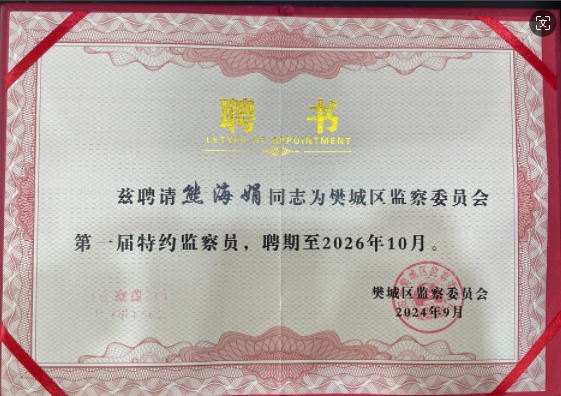 聘 书
LETTER OF APPOINTMENT
兹聘请熊海娟同志为樊城区监察委员会
第一届特约监察员，聘期至2026年10月。
樊城区监察委员会
2024年9月